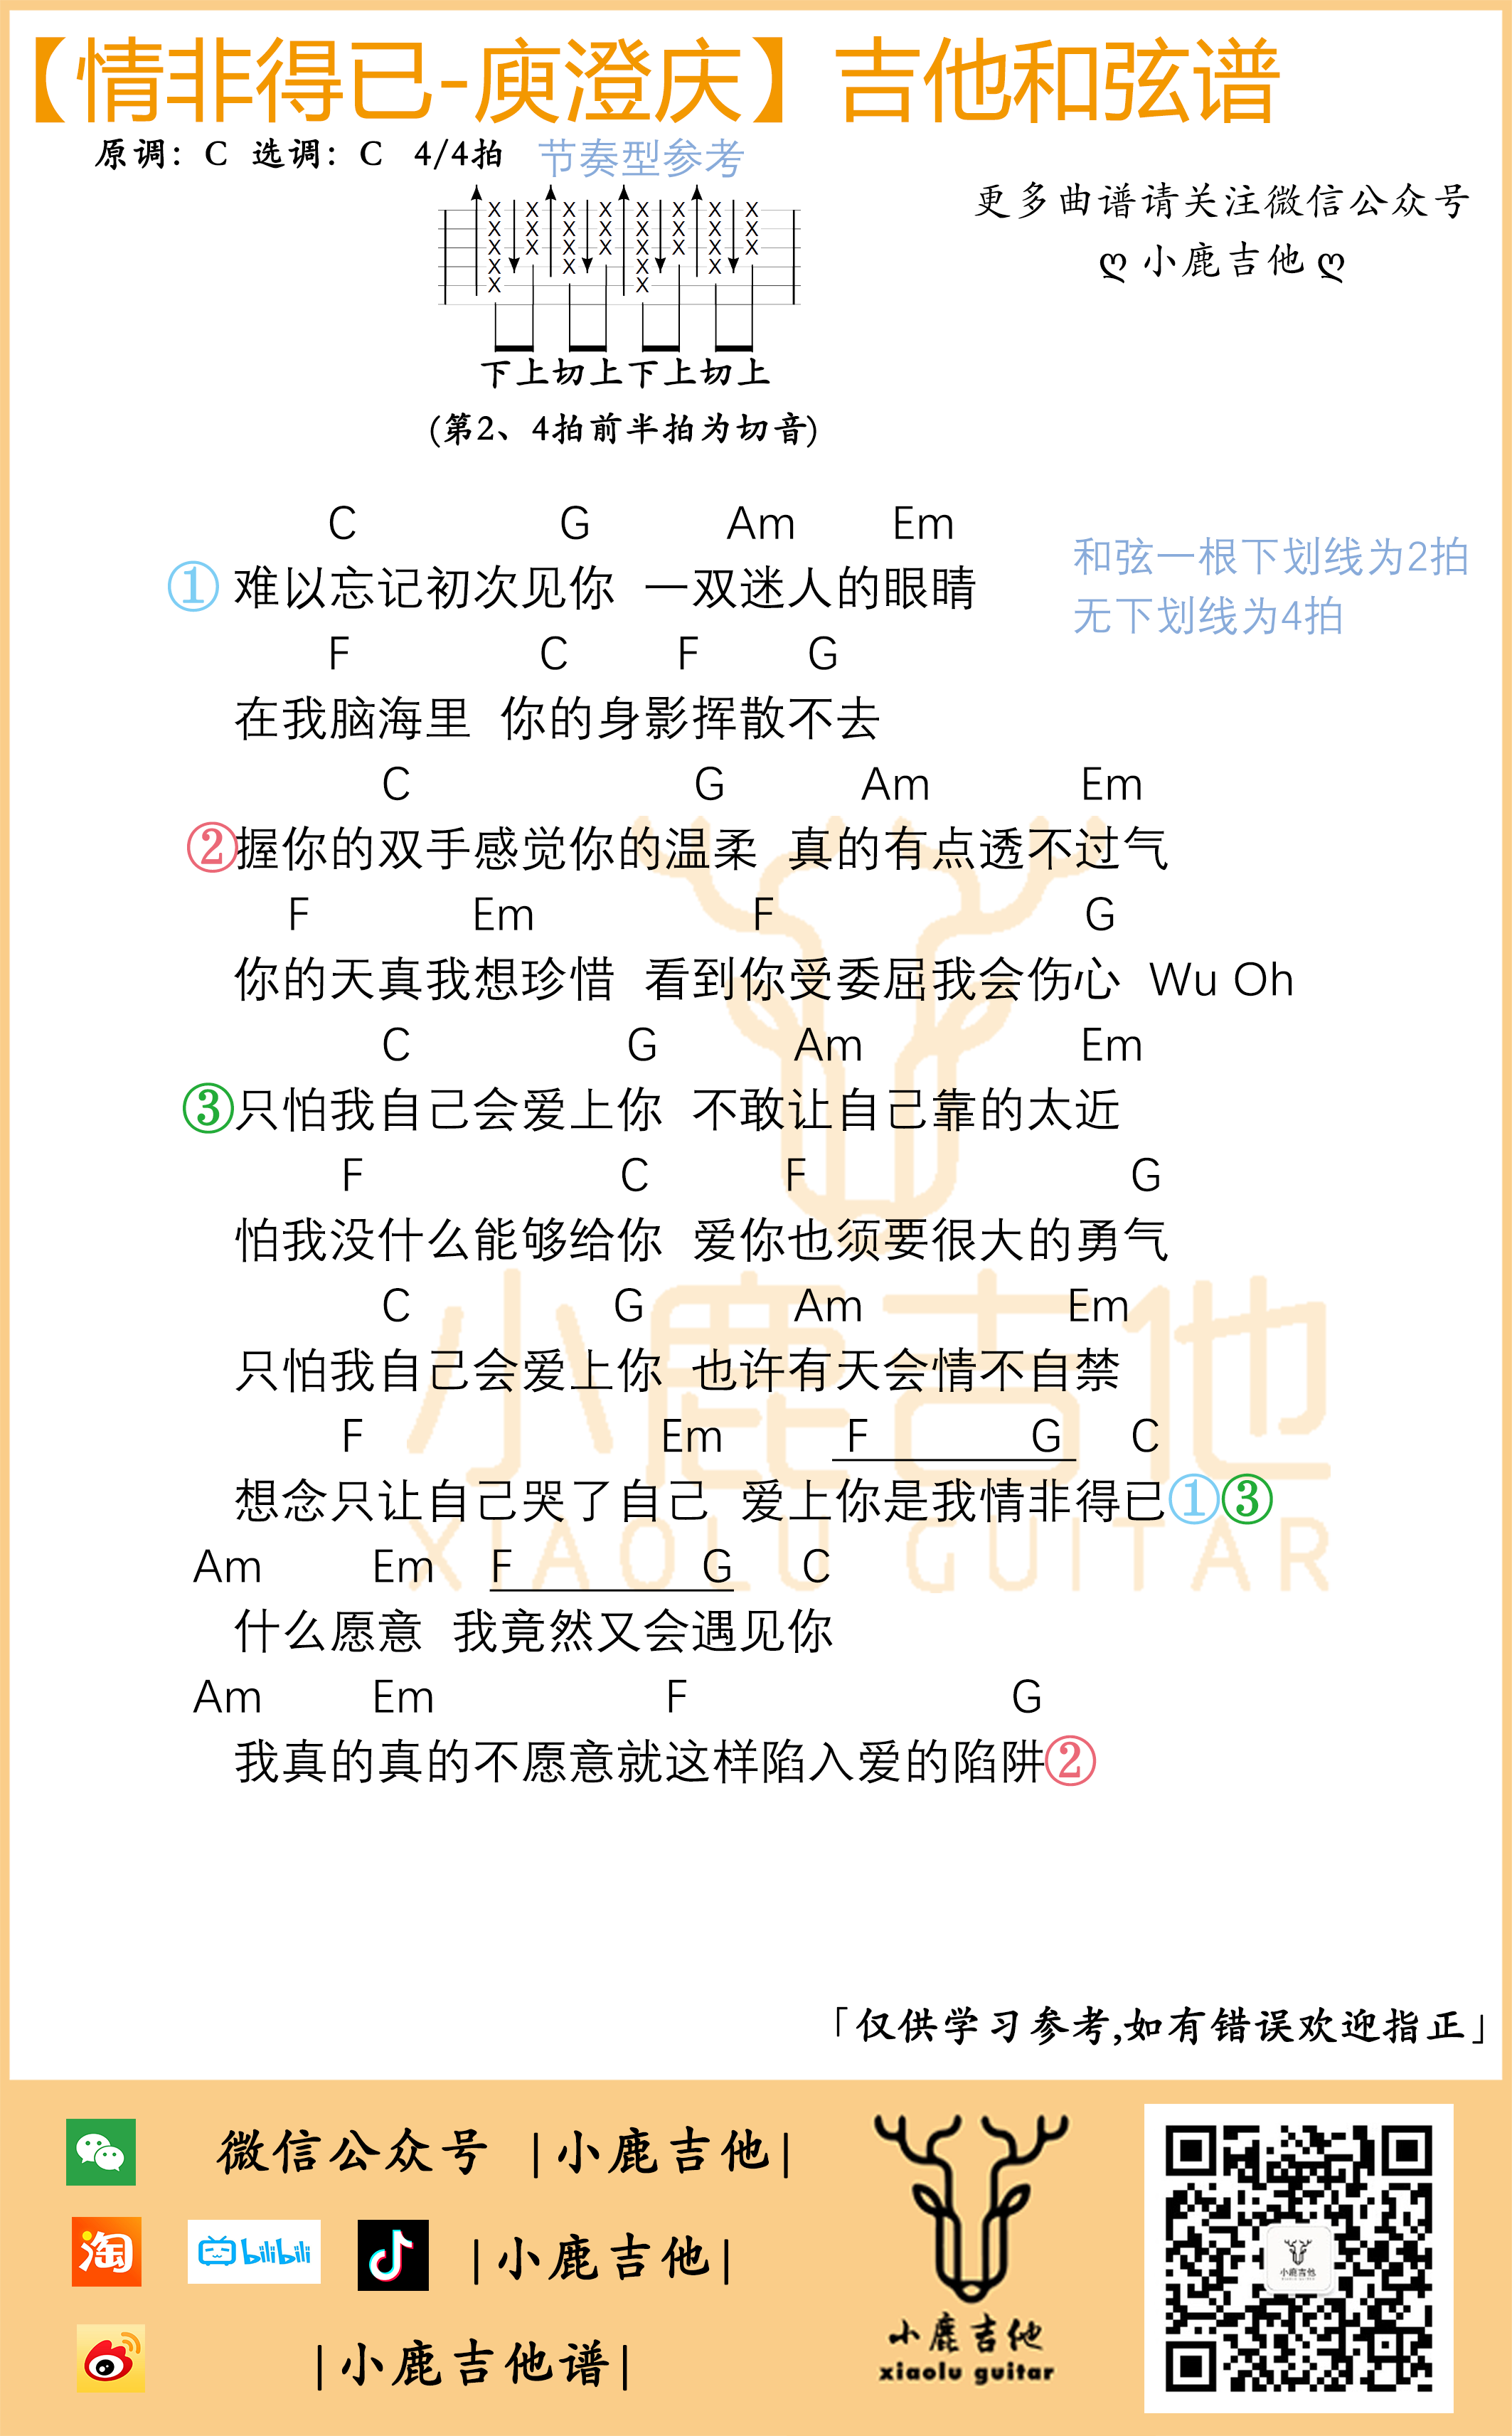 【情非得已-庾澄庆】吉他和弦谱
原调：C 选调：C 4/4拍 节奏型参考
更多曲谱请关注微信公众号
ღ 小鹿吉他 ღ
X X X X X X X X
X X X X X X X X
X X X X X X X X
X X X X
X X
下上切上下上切上
(第2、4拍前半拍为切音)
和弦一根下划线为2拍
无下划线为4拍
C G Am Em
①难以忘记初次见你 一双迷人的眼睛
F C F G
在我脑海里 你的身影挥散不去
C G Am Em
②握你的双手感觉你的温柔 真的有点透不过气
F Em F G
你的天真我想珍惜 看到你受委屈我会伤心 Wu Oh
C G Am Em
③只怕我自己会爱上你 不敢让自己靠的太近
F C F G
怕我没什么能够给你 爱你也须要很大的勇气
C G Am Em
只怕我自己会爱上你 也许有天会情不自禁
F Em F G C
想念只让自己哭了自己 爱上你是我情非得已①③
Am Em F G C
什么愿意 我竟然又会遇见你
Am Em F G
我真的真的不愿意就这样陷入爱的陷阱②
小鹿吉他
XIAOLU GUITAR
「仅供学习参考,如有错误欢迎指正」
微信公众号 |小鹿吉他|
淘 bilibili |小鹿吉他|
|小鹿吉他谱|
小鹿吉他
xiaolu guitar
小鹿吉他